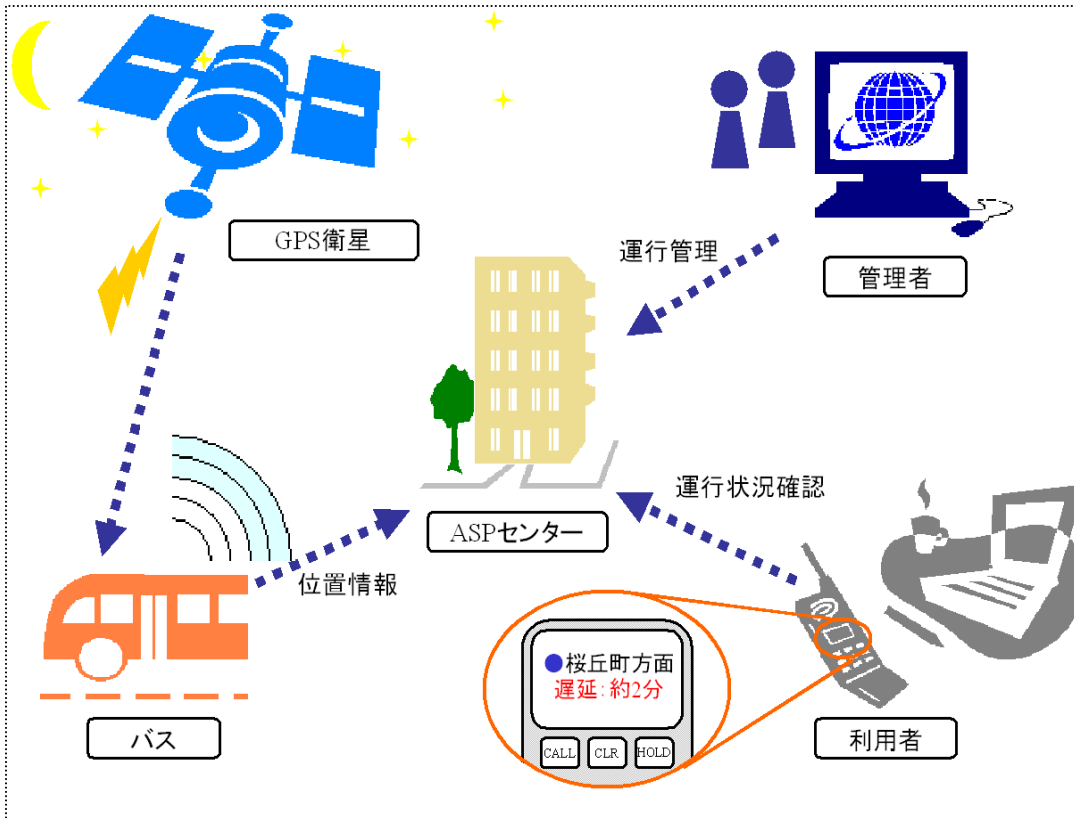 GPS衛星
運行管理
管理者
ASPセンター
運行状況確認
位置情報
●桜丘町方面
遅延：約2分
CALL CLR HOLD
バス
利用者